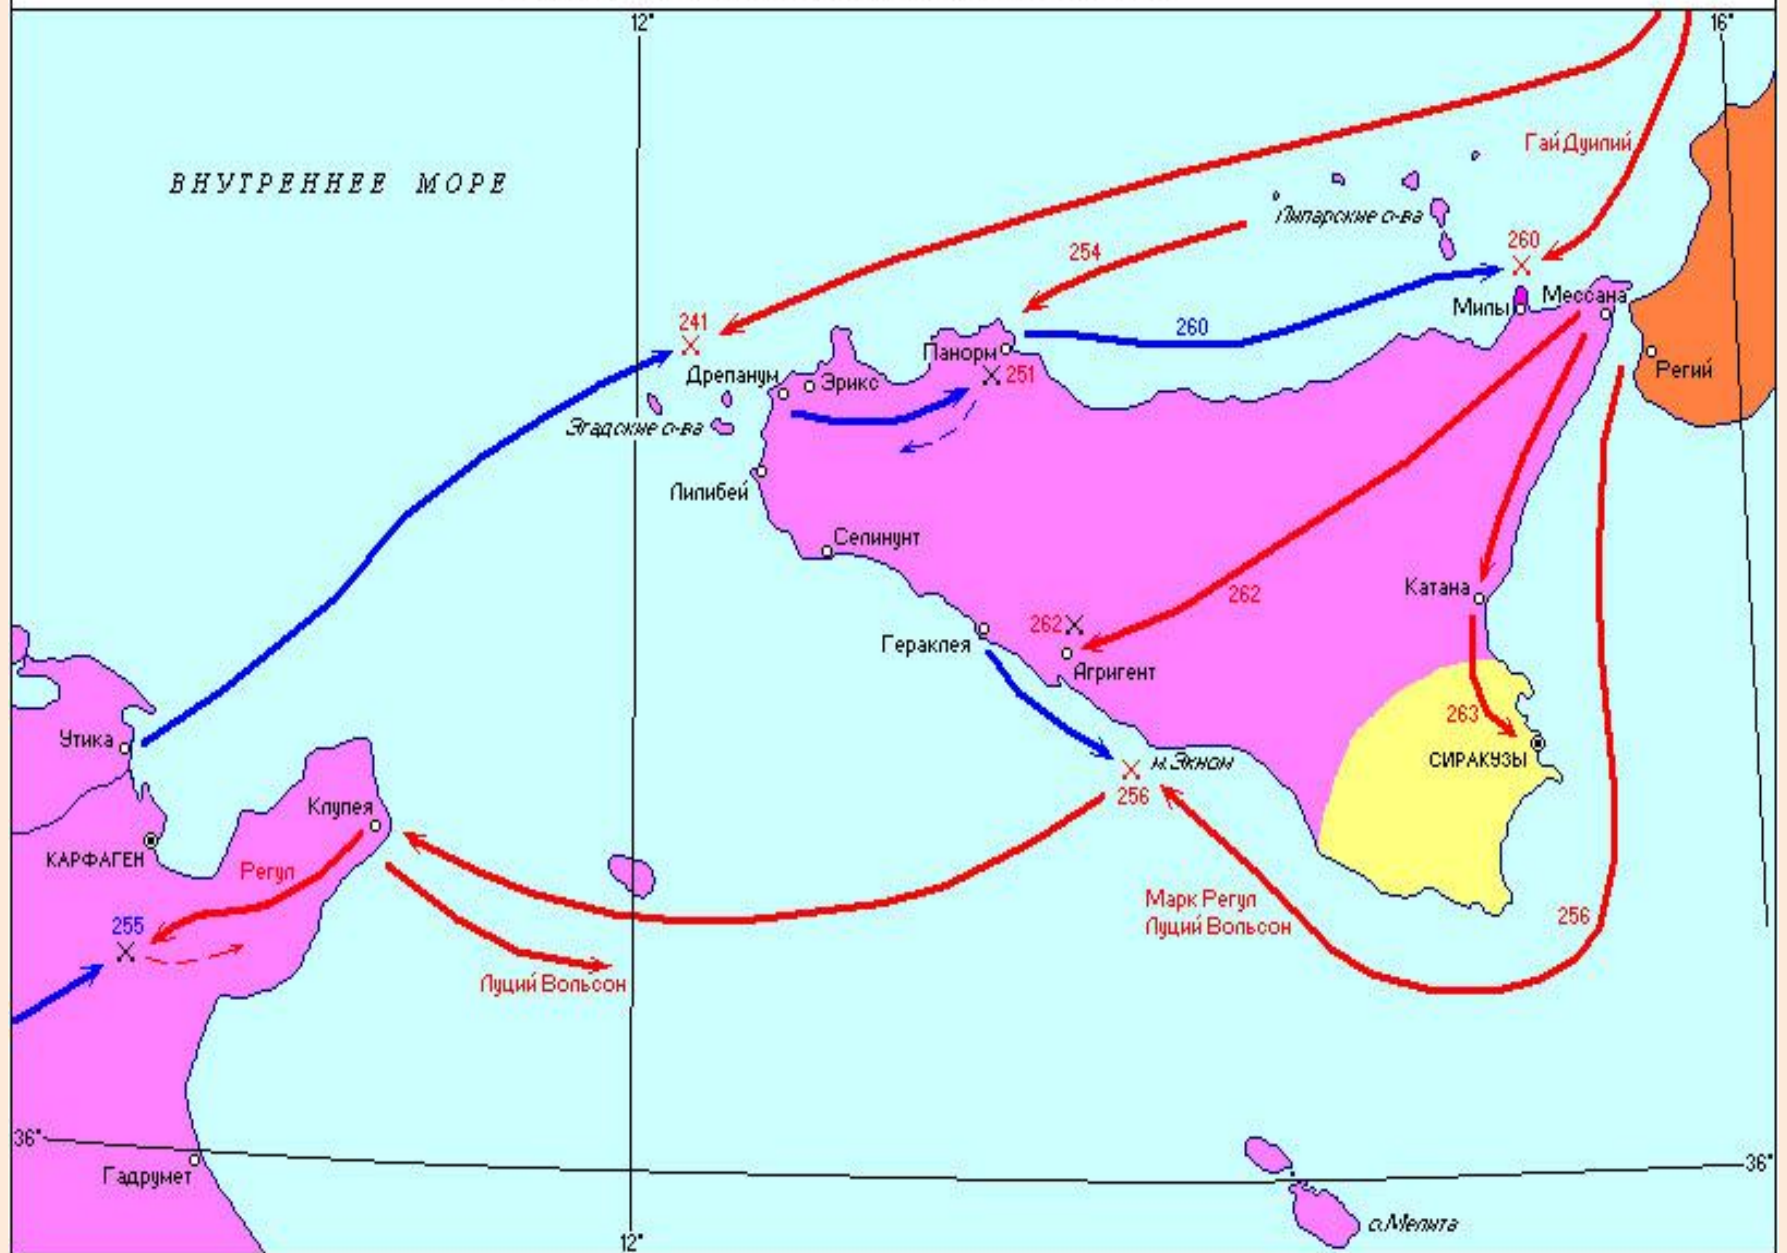 12°
16°
ВНУТРЕННЕЕ МОРЕ
Гай Дуилий
Липарские о-ва
254
260
241
260
Милы
Мессана
Панорм
251
Дрепанум
Эрикс
Регий
Эгадские о-ва
Лилибей
Селинунт
Катана
262
262
Гераклея
Агригент
263
Утика
м.Экном
СИРАКУЗЫ
256
Клупея
КАРФАГЕН
Регул
Марк Регул
Луций Вольсон
256
255
Луций Вольсон
36°
36°
Гадрумет
о.Мелита
12°